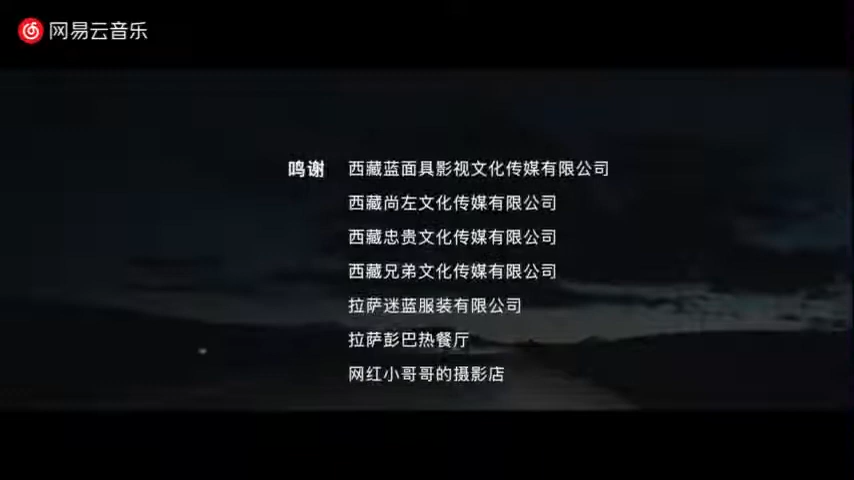 网易云音乐
鸣谢 西藏蓝面具影视文化传媒有限公司
西藏尚左文化传媒有限公司
西藏忠贵文化传媒有限公司
西藏兄弟文化传媒有限公司
拉萨迷蓝服装有限公司
拉萨彭巴热餐厅
网红小哥哥的摄影店